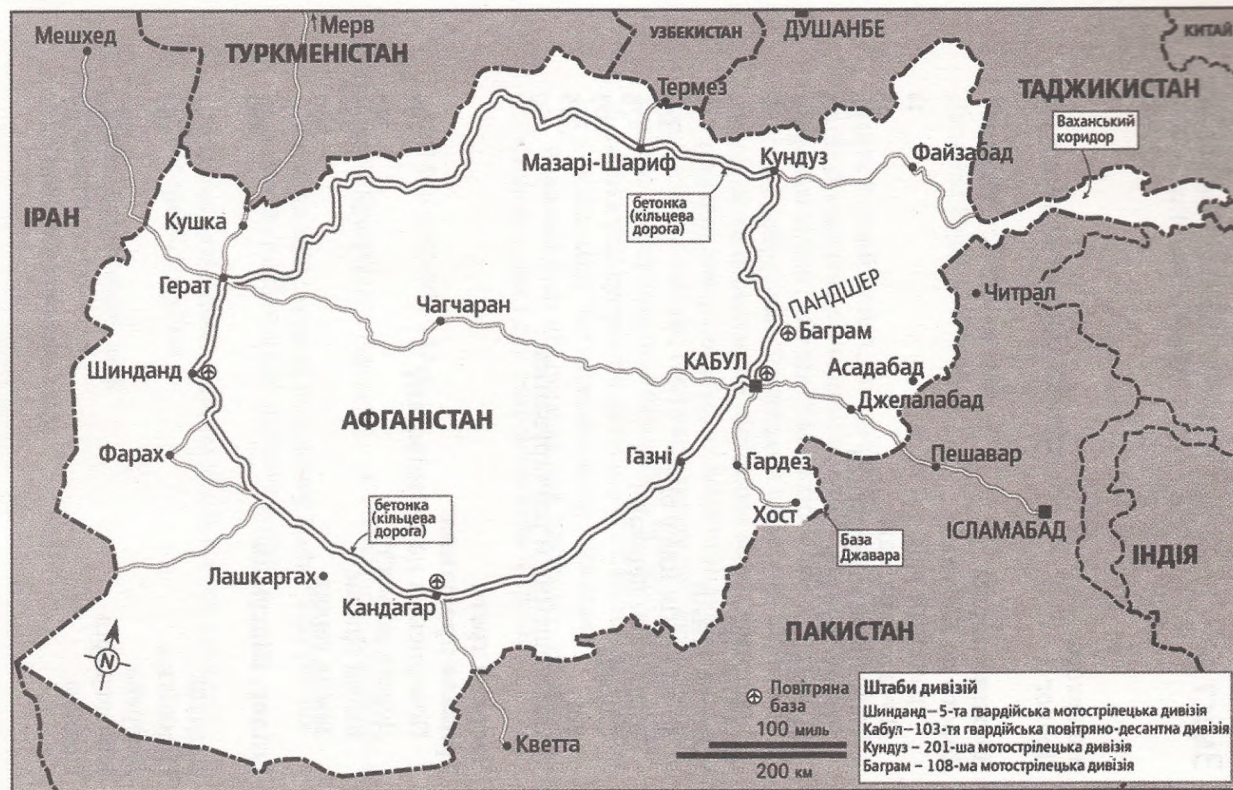 Мерв
Мешхед
ТУРКМЕНІСТАН
УЗБЕКИСТАН
ДУШАНБЕ
КИТАЙ
Термез
ТАДЖИКИСТАН
Ваханський
коридор
Мазарі-Шариф
Кундуз
Файзабад
бетонка
(кільцева
дорога)
ІРАН
Кушка
Герат
ПАНДШЕР
Читрал
Чагчаран
Баграм
Шинданд
КАБУЛ
Асадабад
Джелалабад
АФГАНІСТАН
Фарах
Газні
Гардез
Пешавар
бетонка
(кільцева
дорога)
Хост
База
Джавара
ІСЛАМАБАД
ІНДІЯ
Лашкаргах
Кандагар
ПАКИСТАН
N
Кветта
Повітряна
база
100 миль
200 км
Штаби дивізій
Шинданд – 5-та гвардійська мотострілецька дивізія
Кабул – 103-тя гвардійська повітряно-десантна дивізія
Кундуз – 201-ша мотострілецька дивізія
Баграм – 108-ма мотострілецька дивізія